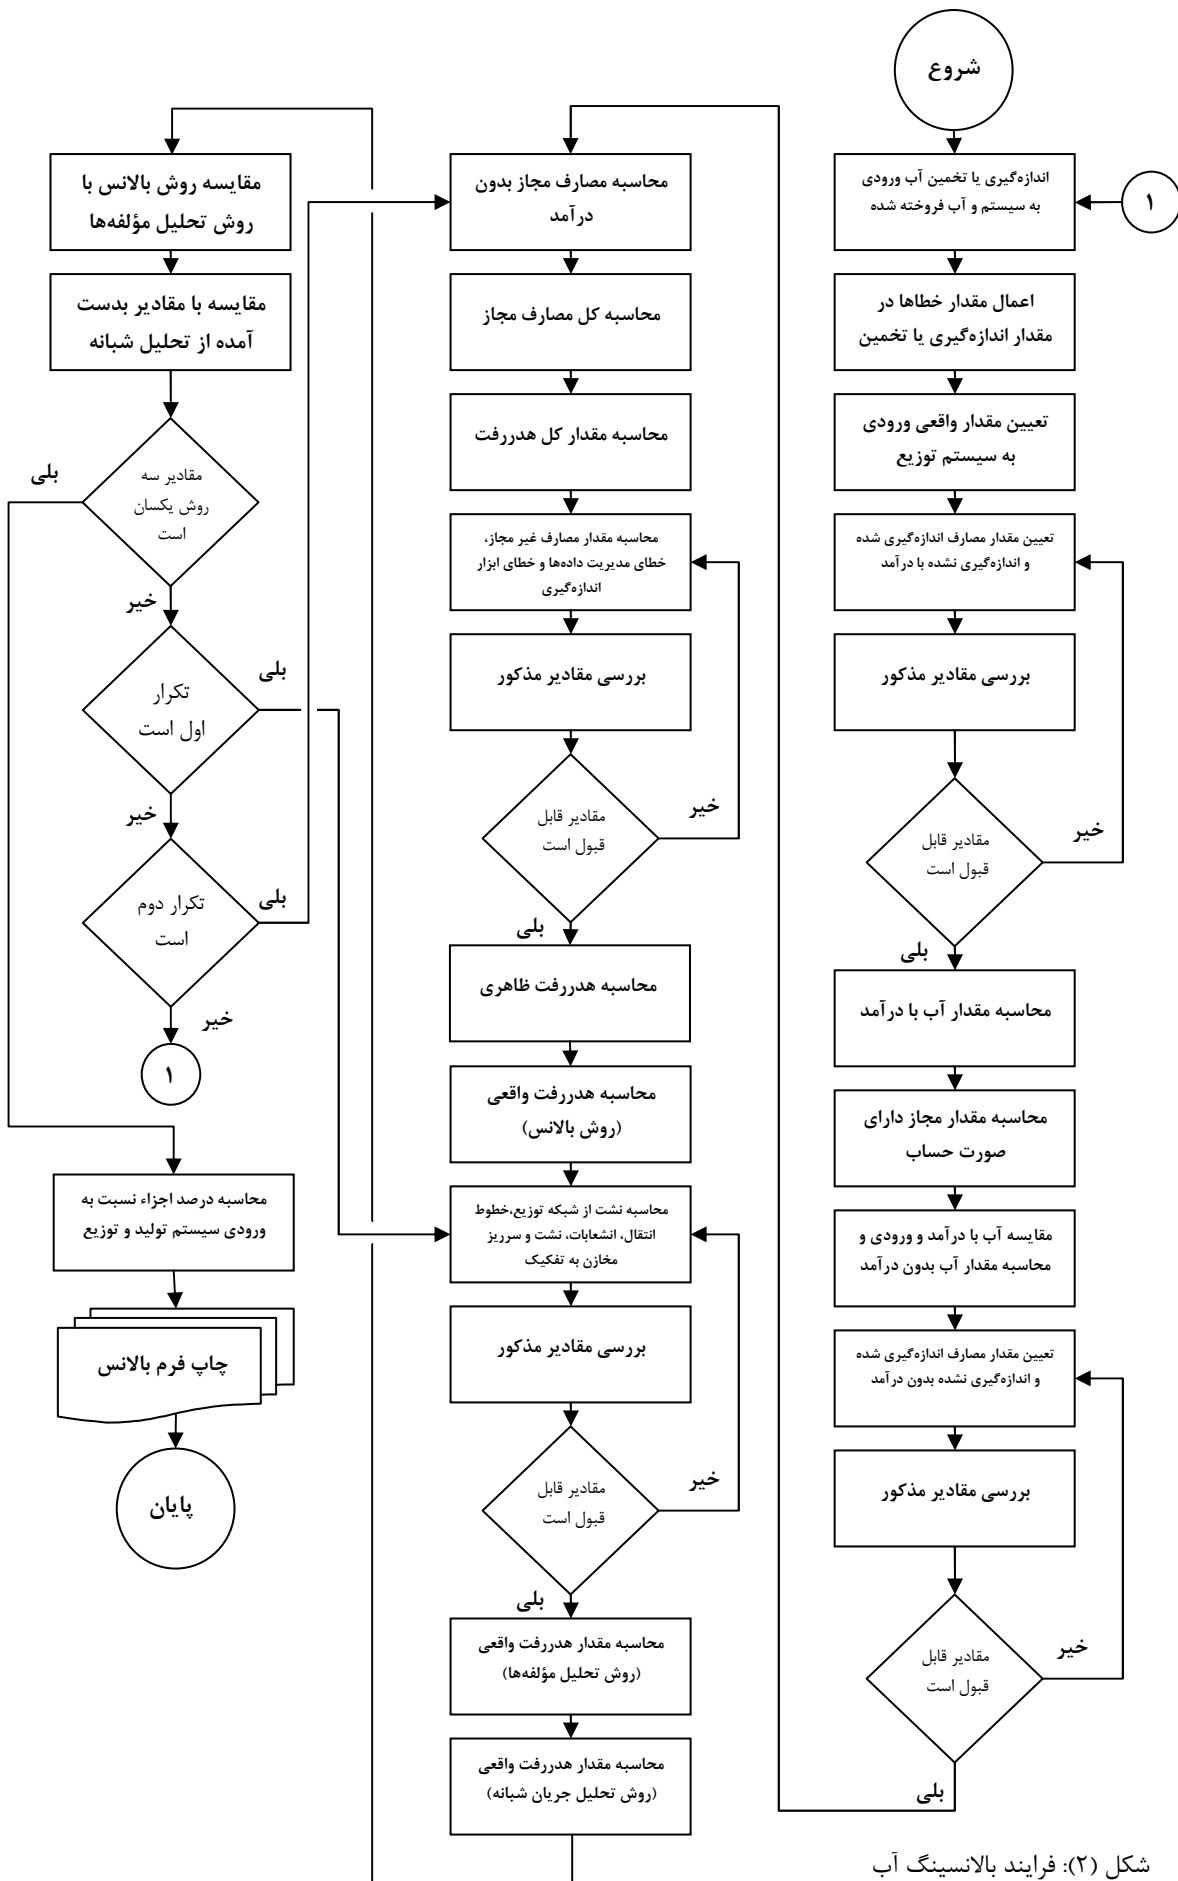 شروع
اندازه‌گیری یا تخمین آب ورودی
به سیستم و آب فروخته شده
۱
اعمال مقدار خطاها در
مقدار اندازه‌گیری یا تخمین
تعیین مقدار واقعی ورودی
به سیستم توزیع
تعیین مقدار مصارف اندازه‌گیری شده
و اندازه‌گیری نشده با درآمد
بررسی مقادیر مذکور
مقادیر قابل
قبول است
خیر
بلی
محاسبه مقدار آب با درآمد
محاسبه مقدار مجاز دارای
صورت حساب
مقایسه آب با درآمد و ورودی و
محاسبه مقدار آب بدون درآمد
تعیین مقدار مصارف اندازه‌گیری شده
و اندازه‌گیری نشده بدون درآمد
بررسی مقادیر مذکور
مقادیر قابل
قبول است
خیر
بلی
محاسبه مصارف مجاز بدون
درآمد
محاسبه کل مصارف مجاز
محاسبه مقدار کل هدررفت
محاسبه مقدار مصارف غیر مجاز،
خطای مدیریت داده‌ها و خطای ابزار
اندازه‌گیری
بررسی مقادیر مذکور
مقادیر قابل
قبول است
خیر
بلی
محاسبه هدررفت ظاهری
محاسبه هدررفت واقعی
(روش بالانس)
محاسبه نشت از شبکه توزیع،خطوط
انتقال، انشعابات، نشت و سرریز
مخازن به تفکیک
بررسی مقادیر مذکور
مقادیر قابل
قبول است
خیر
بلی
محاسبه مقدار هدررفت واقعی
(روش تحلیل مؤلفه‌ها)
محاسبه مقدار هدررفت واقعی
(روش تحلیل جریان شبانه)
مقایسه روش بالانس با
روش تحلیل مؤلفه‌ها
مقایسه با مقادیر بدست
آمده از تحلیل شبانه
مقادیر سه
روش یکسان
است
بلی
خیر
تکرار
اول است
بلی
خیر
تکرار دوم
است
بلی
خیر
۱
محاسبه درصد اجزاء نسبت به
ورودی سیستم تولید و توزیع
چاپ فرم بالانس
پایان
شکل (۲): فرایند بالانسینگ آب